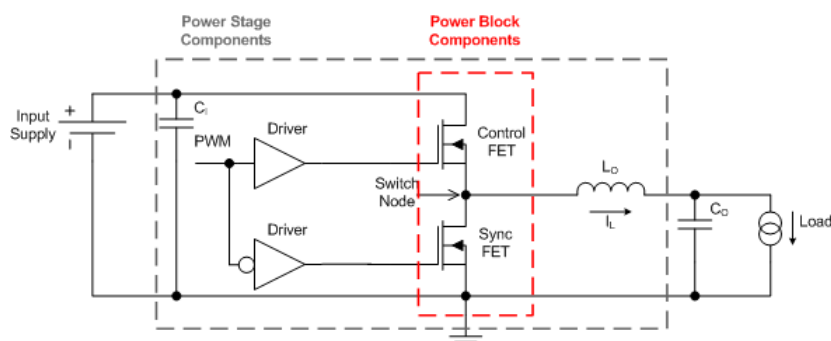 Power Stage
Components
Power Block
Components
Input
Supply
+
-
CI
PWM
Driver
Control
FET
Switch
Node
LO
IL
CO
Load
Driver
Sync
FET